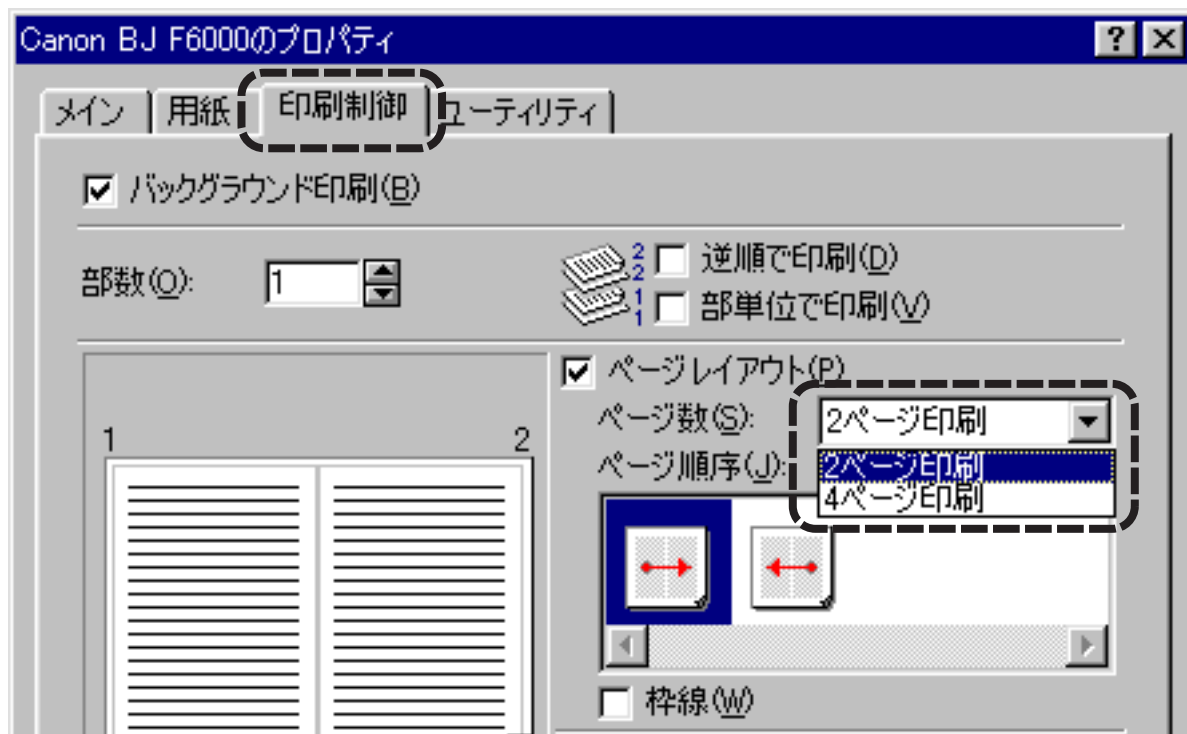 Canon BJ F6000のプロパティ
メイン 用紙 印刷制御 ユーティリティ
バックグラウンド印刷(B)
部数(O): 1
2 2 逆順で印刷(D)
1 1 部単位で印刷(V)
ページレイアウト(P)
ページ数(S): 2ページ印刷
ページ順序(J): 2ページ印刷
4ページ印刷
1 2
枠線(W)